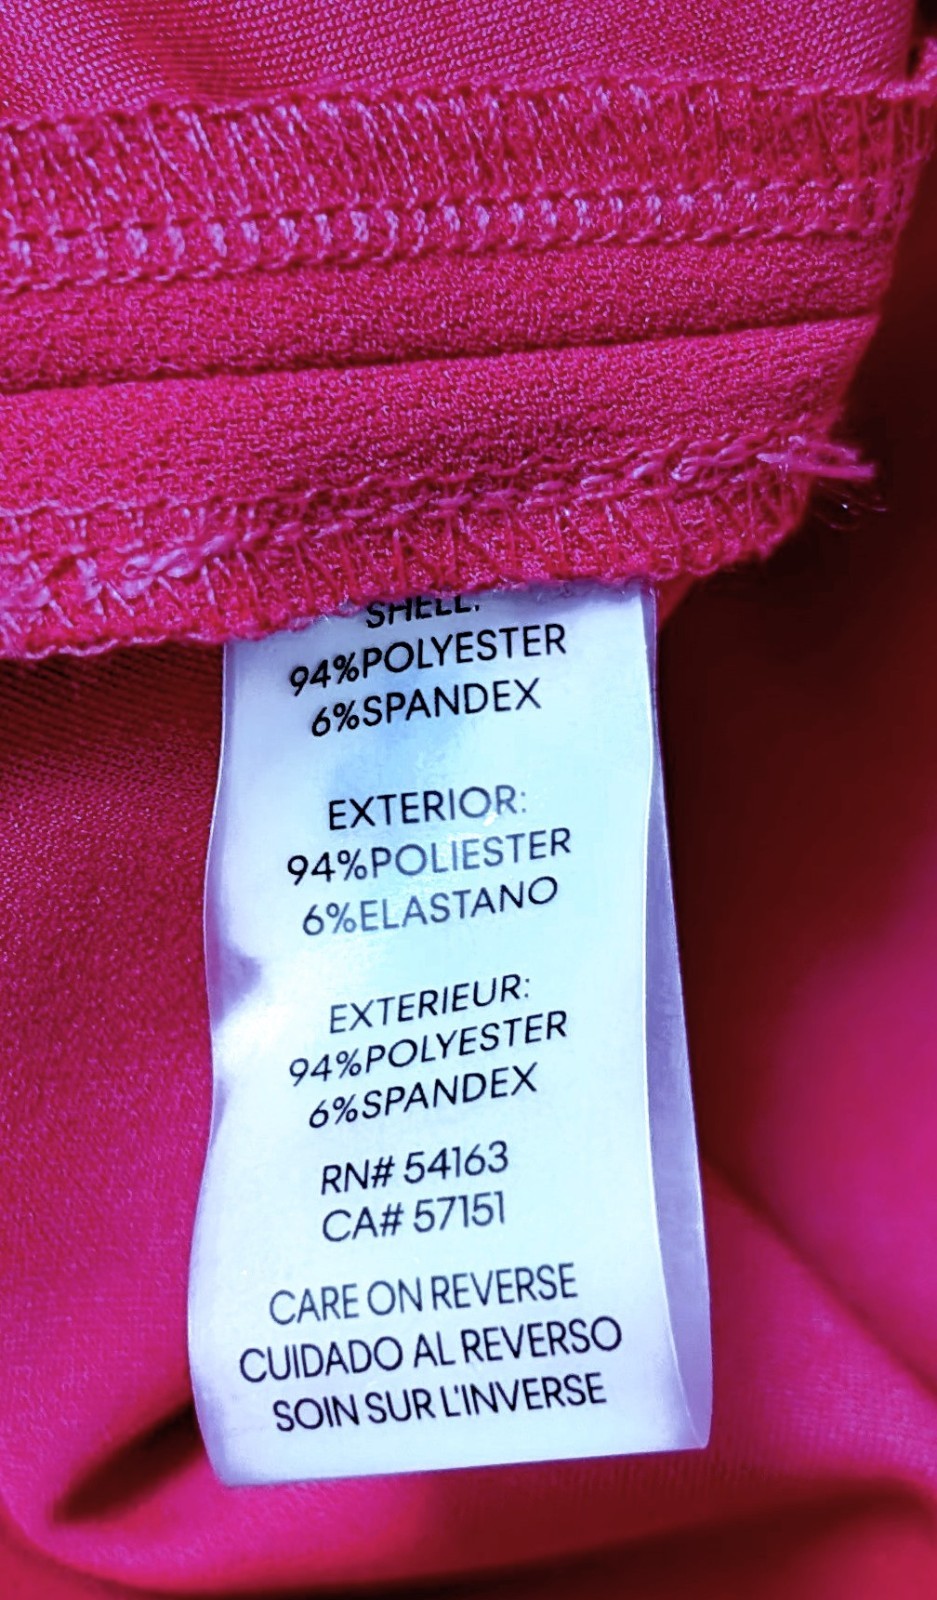 SHELL:
94%POLYESTER
6%SPANDEX
EXTERIOR:
94%POLIESTER
6%ELASTANO
EXTERIEUR:
94%POLYESTER
6%SPANDEX
RN# 54163
CA# 57151
CARE ON REVERSE
CUIDADO AL REVERSO
SOIN SUR L'INVERSE